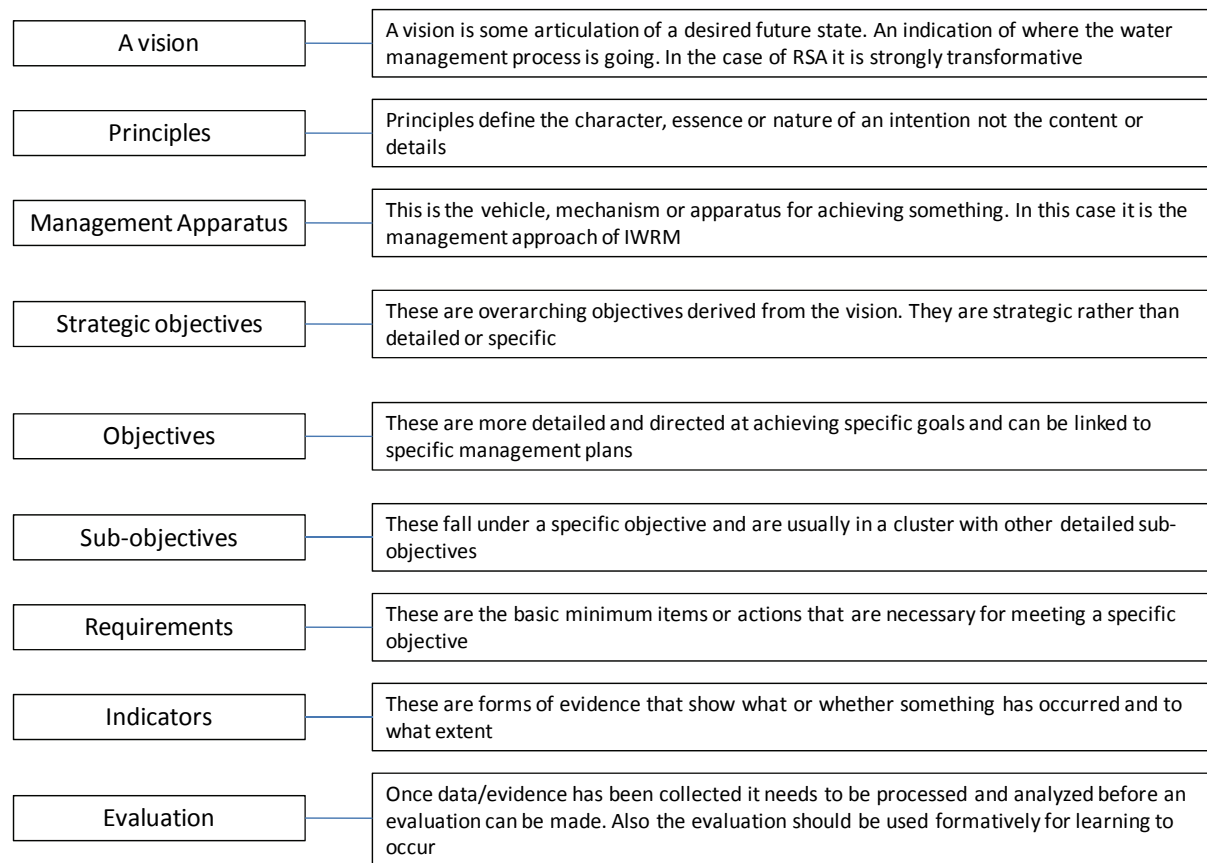 A vision
A vision is some articulation of a desired future state. An indication of where the water
management process is going. In the case of RSA it is strongly transformative
Principles
Principles define the character, essence or nature of an intention not the content or
details
Management Apparatus
This is the vehicle, mechanism or apparatus for achieving something. In this case it is the
management approach of IWRM
Strategic objectives
These are overarching objectives derived from the vision. They are strategic rather than
detailed or specific
Objectives
These are more detailed and directed at achieving specific goals and can be linked to
specific management plans
Sub-objectives
These fall under a specific objective and are usually in a cluster with other detailed sub-
objectives
Requirements
These are the basic minimum items or actions that are necessary for meeting a specific
objective
Indicators
These are forms of evidence that show what or whether something has occurred and to
what extent
Evaluation
Once data/evidence has been collected it needs to be processed and analyzed before an
evaluation can be made. Also the evaluation should be used formatively for learning to
occur